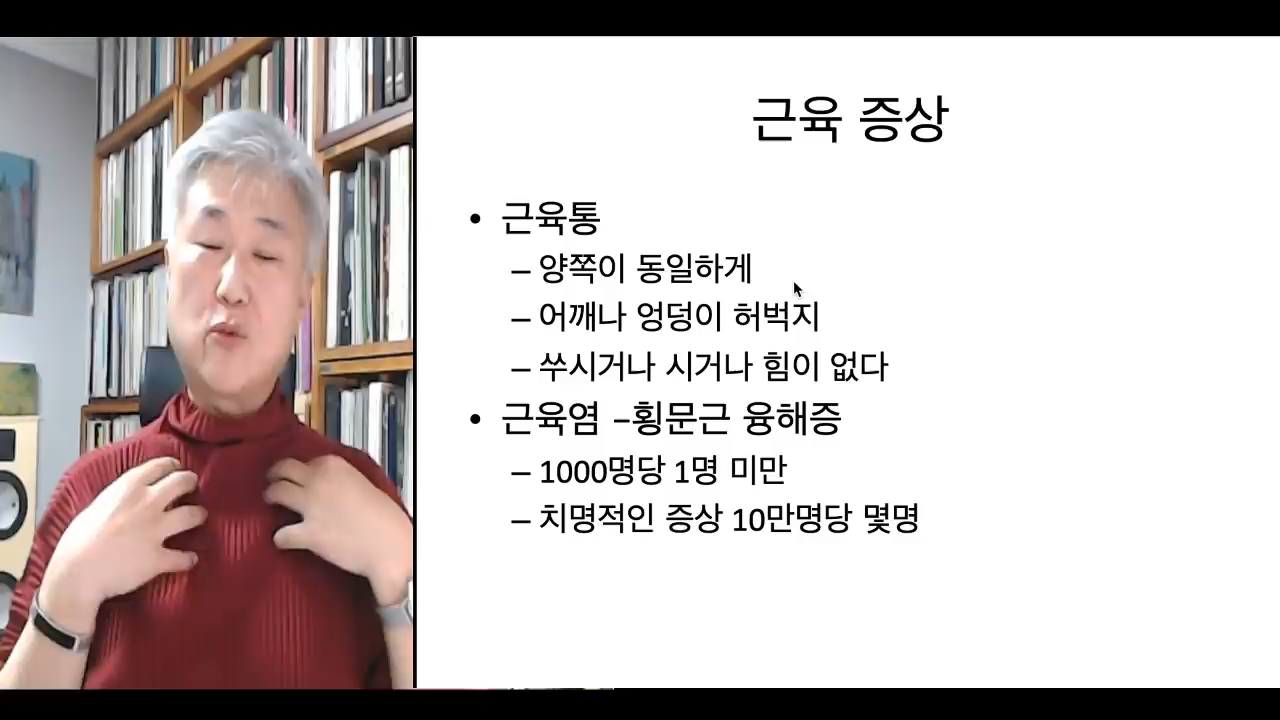 근육 증상
• 근육통
– 양쪽이 동일하게
– 어깨나 엉덩이 허벅지
– 쑤시거나 시거나 힘이 없다
• 근육염 –횡문근 융해증
– 1000명당 1명 미만
– 치명적인 증상 10만명당 몇명